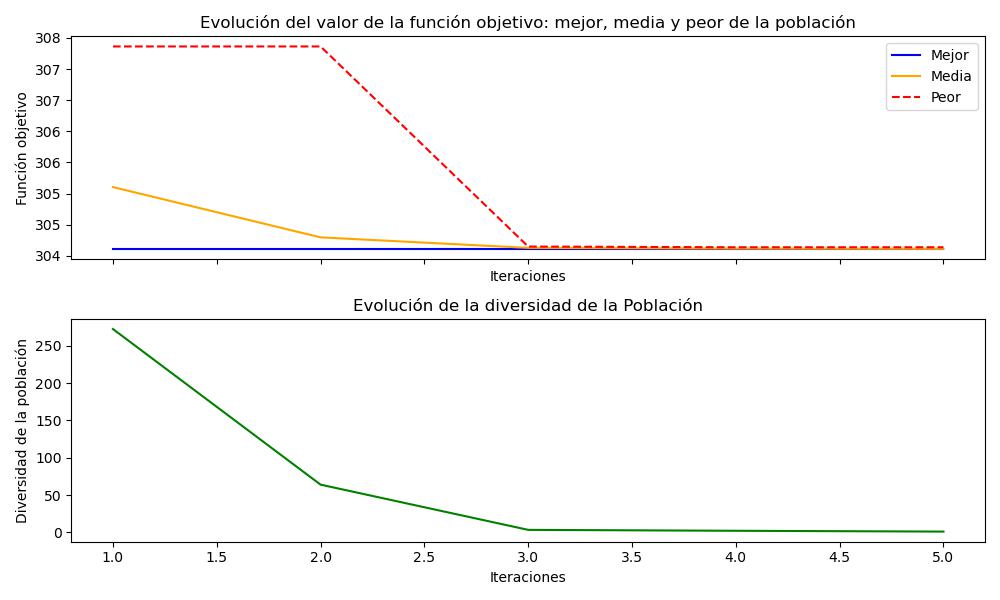 Evolución del valor de la función objetivo: mejor, media y peor de la población
308
307
307
306
306
305
305
304
Función objetivo
Mejor
Media
Peor
Iteraciones
Evolución de la diversidad de la Población
250
200
150
100
50
0
Diversidad de la población
1.0 1.5 2.0 2.5 3.0 3.5 4.0 4.5 5.0
Iteraciones